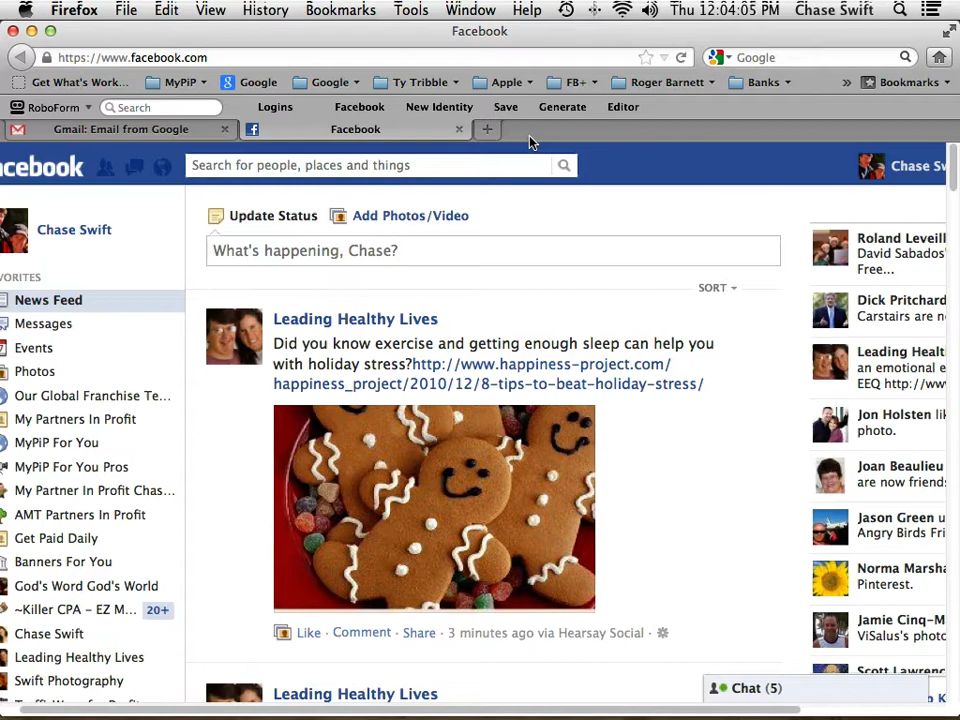 Firefox File Edit View History Bookmarks Tools Window Help Thu 12:04:05 PM Chase Swift
Facebook
https://www.facebook.com Google
Get What's Work... MyPiP Google Google Ty Tribble Apple FB+ Roger Barnett Banks » Bookmarks
RoboForm Search Logins Facebook New Identity Save Generate Editor
Gmail: Email from Google Facebook
acebook Search for people, places and things Chase Sw
Chase Swift
Update Status Add Photos/Video
What's happening, Chase?
SORT
VORITES
News Feed
Messages
Events
Photos
Our Global Franchise Te...
My Partners In Profit
MyPiP For You
MyPiP For You Pros
My Partner In Profit Chas...
AMT Partners In Profit
Get Paid Daily
Banners For You
God's Word God's World
~Killer CPA – EZ M... 20+
Chase Swift
Leading Healthy Lives
Swift Photography
Leading Healthy Lives
Did you know exercise and getting enough sleep can help you
with holiday stress?http://www.happiness-project.com/
happiness_project/2010/12/8-tips-to-beat-holiday-stress/
Like · Comment · Share · 3 minutes ago via Hearsay Social ·
Leading Healthy Lives
Roland Leveill
David Sabados'
Free...
Dick Pritchard
Carstairs are no
Leading Healt
an emotional e
EEQ http://ww
Jon Holsten li
photo.
Joan Beaulieu
are now friends
Jason Green u
Angry Birds Fri
Norma Marsha
Pinterest.
Jamie Cinq-M
ViSalus's photo
Scott Lawrenc
Chat (5)